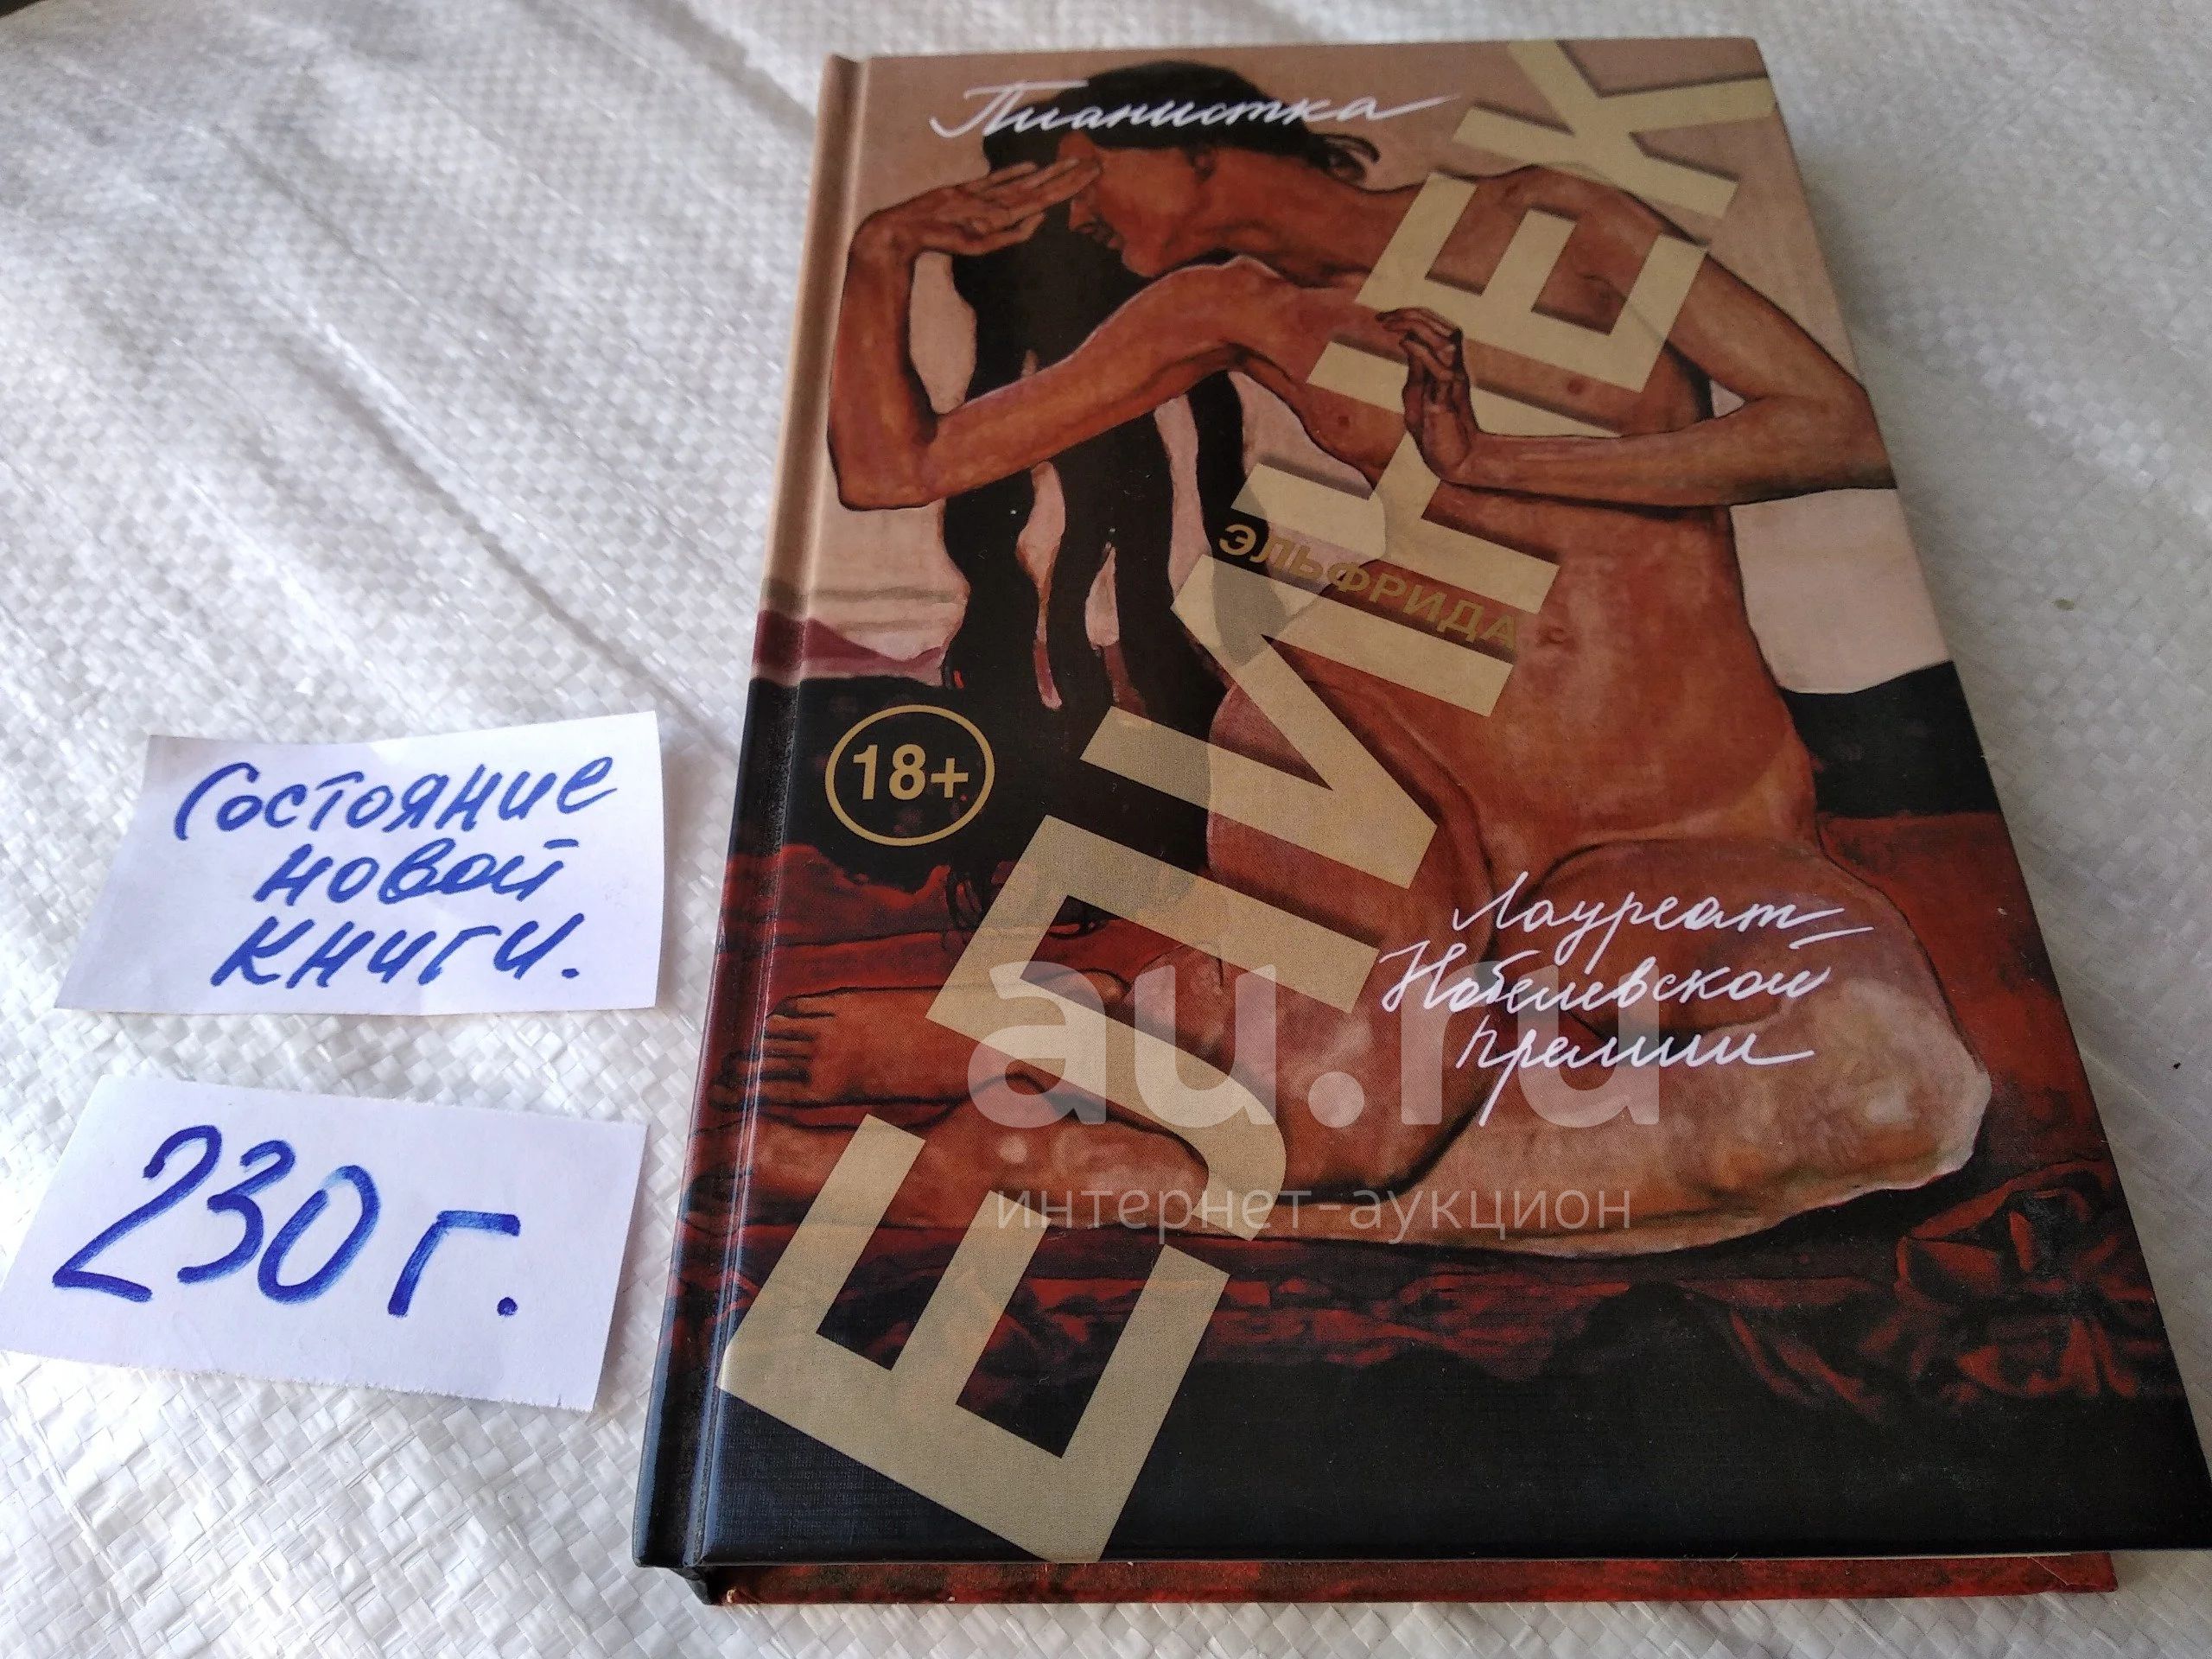 Пианистка
ЕЛИНЕК
ЭЛЬФРИДА
18+
Лауреат
Нобелевской
премии
Состояние
новой
книги.
230 г.
au.ru
интернет-аукцион